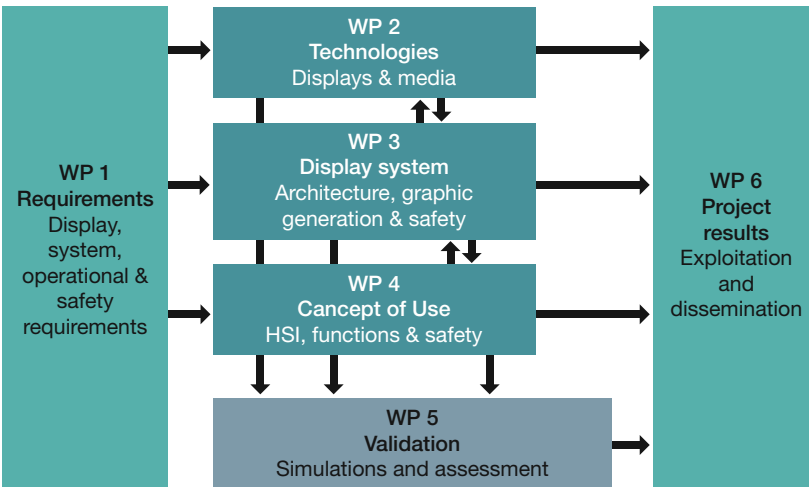 WP 1
Requirements
Display,
system,
operational &
safety
requirements
WP 2
Technologies
Displays & media
WP 3
Display system
Architecture, graphic
generation & safety
WP 4
Cancept of Use
HSI, functions & safety
WP 5
Validation
Simulations and assessment
WP 6
Project
results
Exploitation
and
dissemination